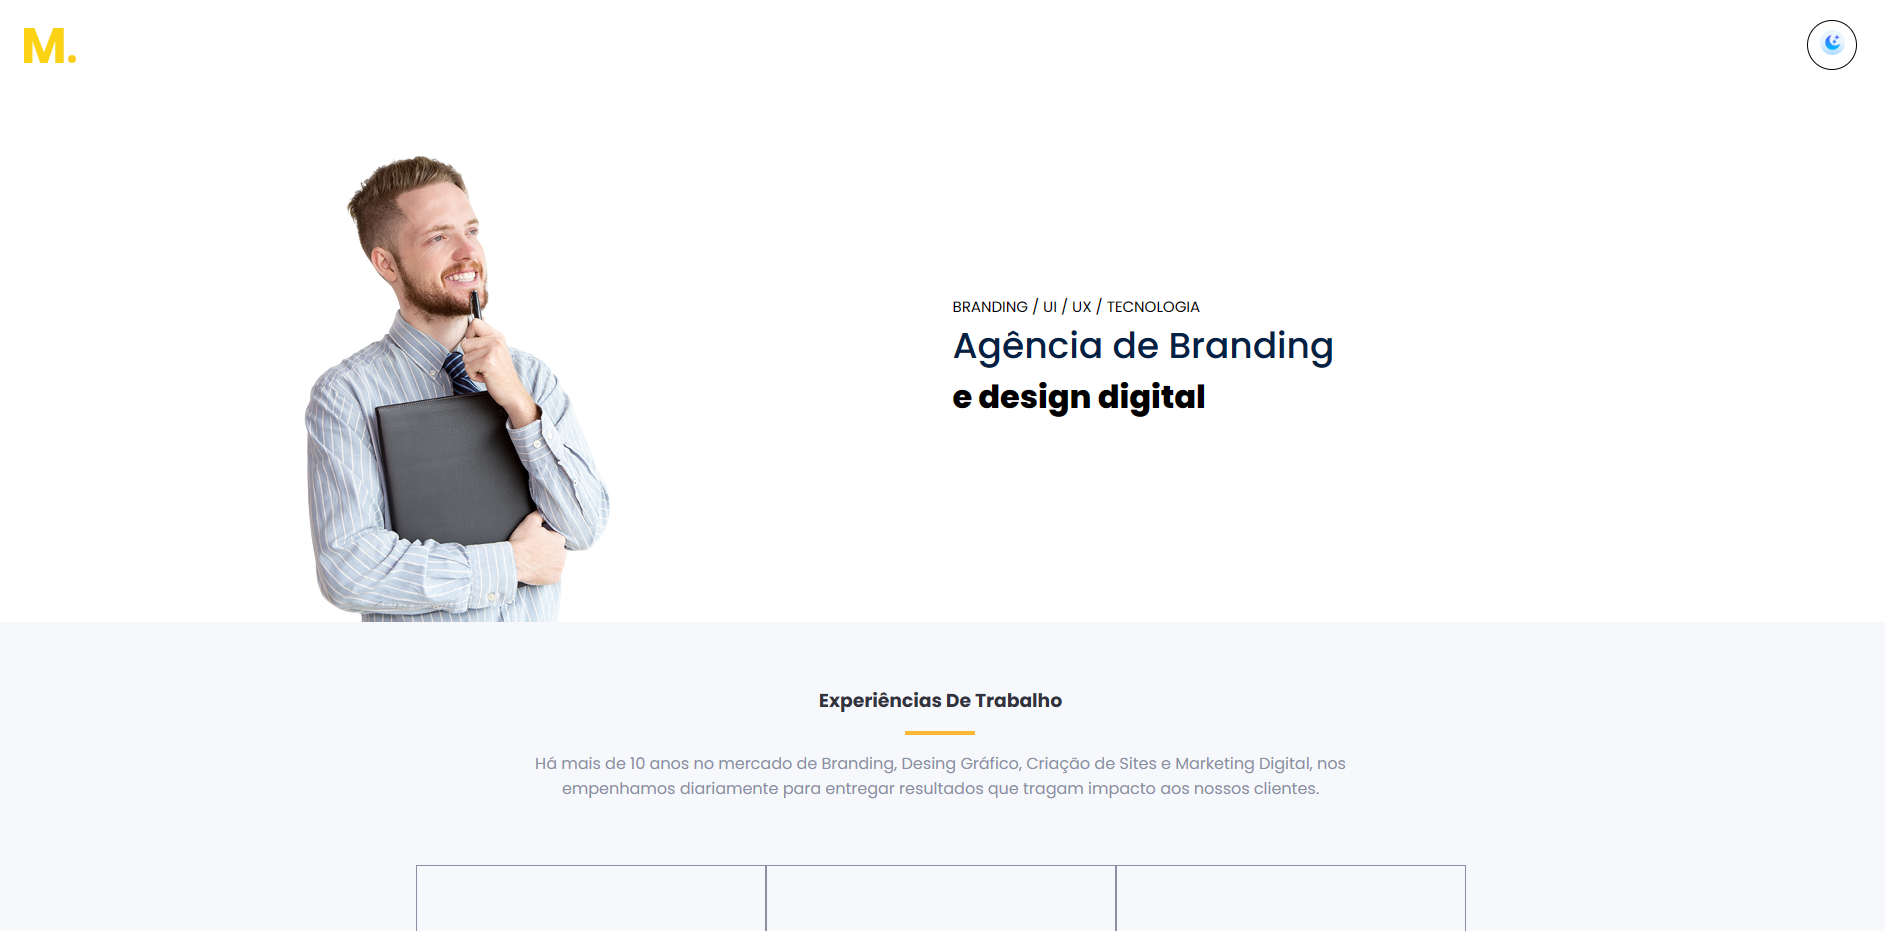 M.
BRANDING / UI / UX / TECNOLOGIA
Agência de Branding
e design digital
Experiências De Trabalho
Há mais de 10 anos no mercado de Branding, Desing Gráfico, Criação de Sites e Marketing Digital, nos
empenhamos diariamente para entregar resultados que tragam impacto aos nossos clientes.